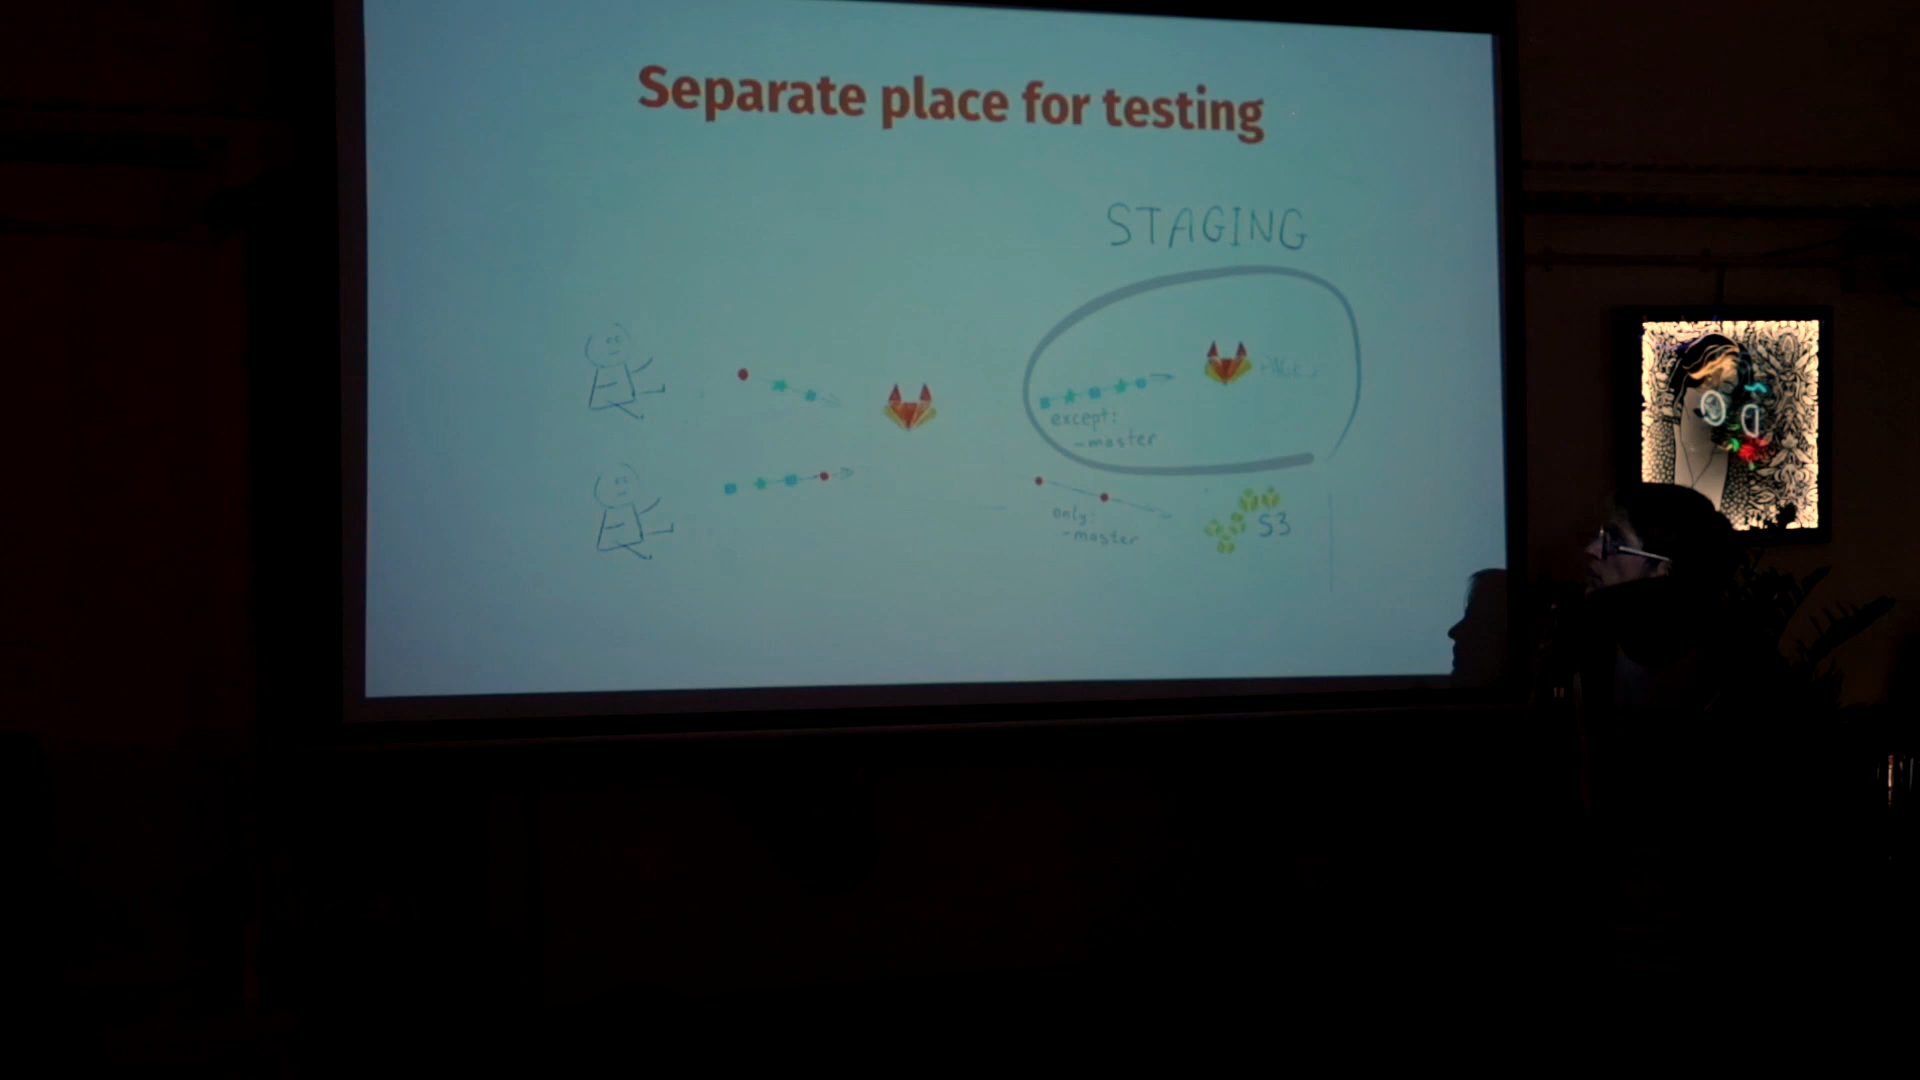 Separate place for testing
STAGING
except:
-master
only:
-master
S3